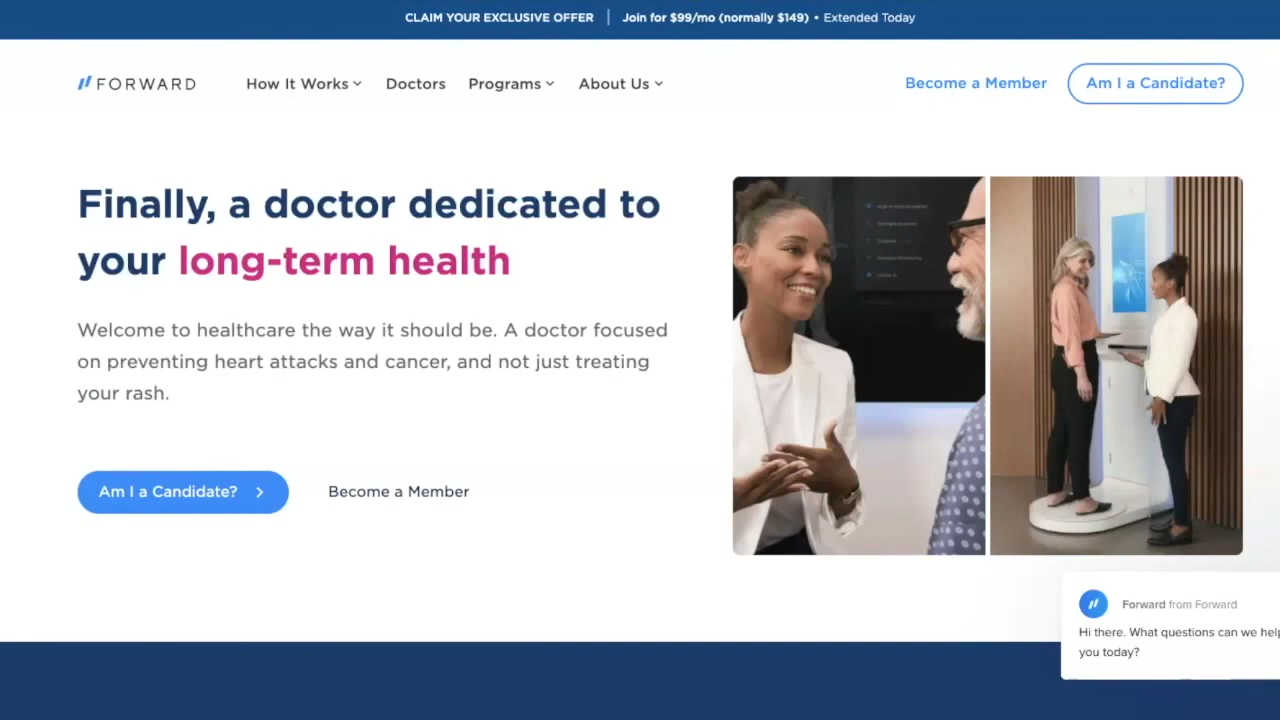 CLAIM YOUR EXCLUSIVE OFFER | Join for $99/mo (normally $149) • Extended Today
FORWARD How It Works Doctors Programs About Us Become a Member Am I a Candidate?
Finally, a doctor dedicated to
your long-term health
Welcome to healthcare the way it should be. A doctor focused
on preventing heart attacks and cancer, and not just treating
your rash.
Am I a Candidate? Become a Member
Forward from Forward
Hi there. What questions can we help
you today?